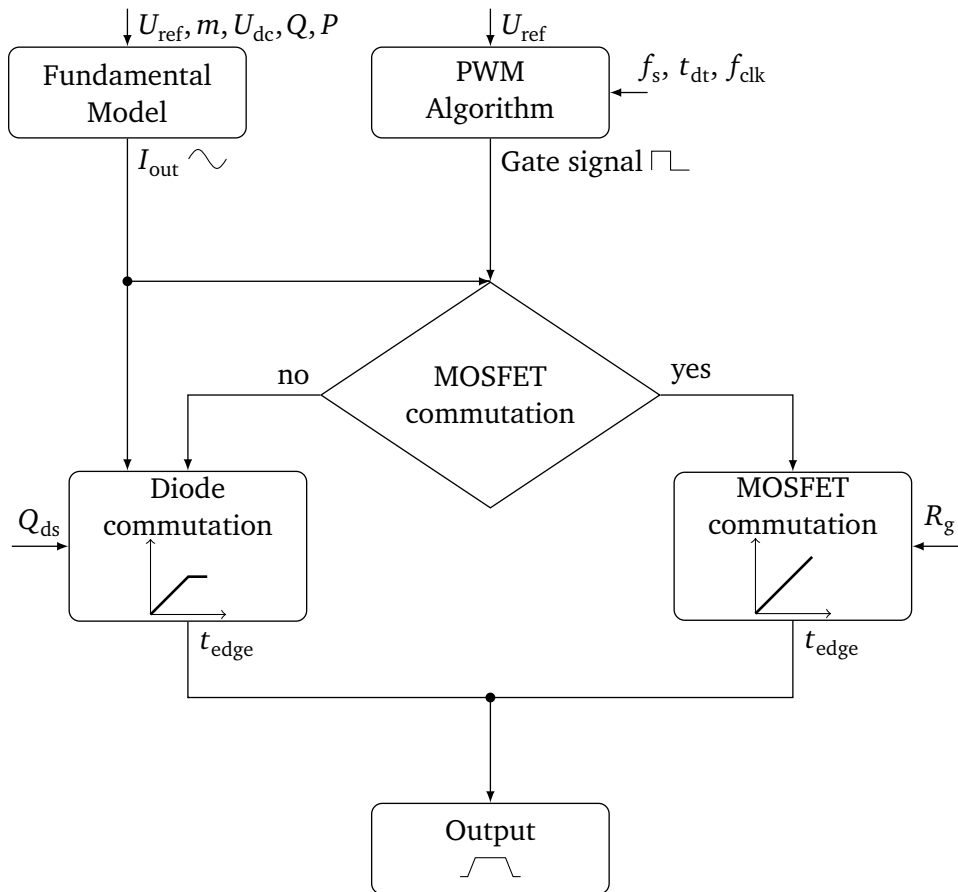 U_ref, m, U_dc, Q, P
U_ref
Fundamental
Model
PWM
Algorithm
f_s, t_dt, f_clk
I_out
Gate signal
no
MOSFET
commutation
yes
Diode
commutation
MOSFET
commutation
Q_ds
R_g
t_edge
t_edge
Output